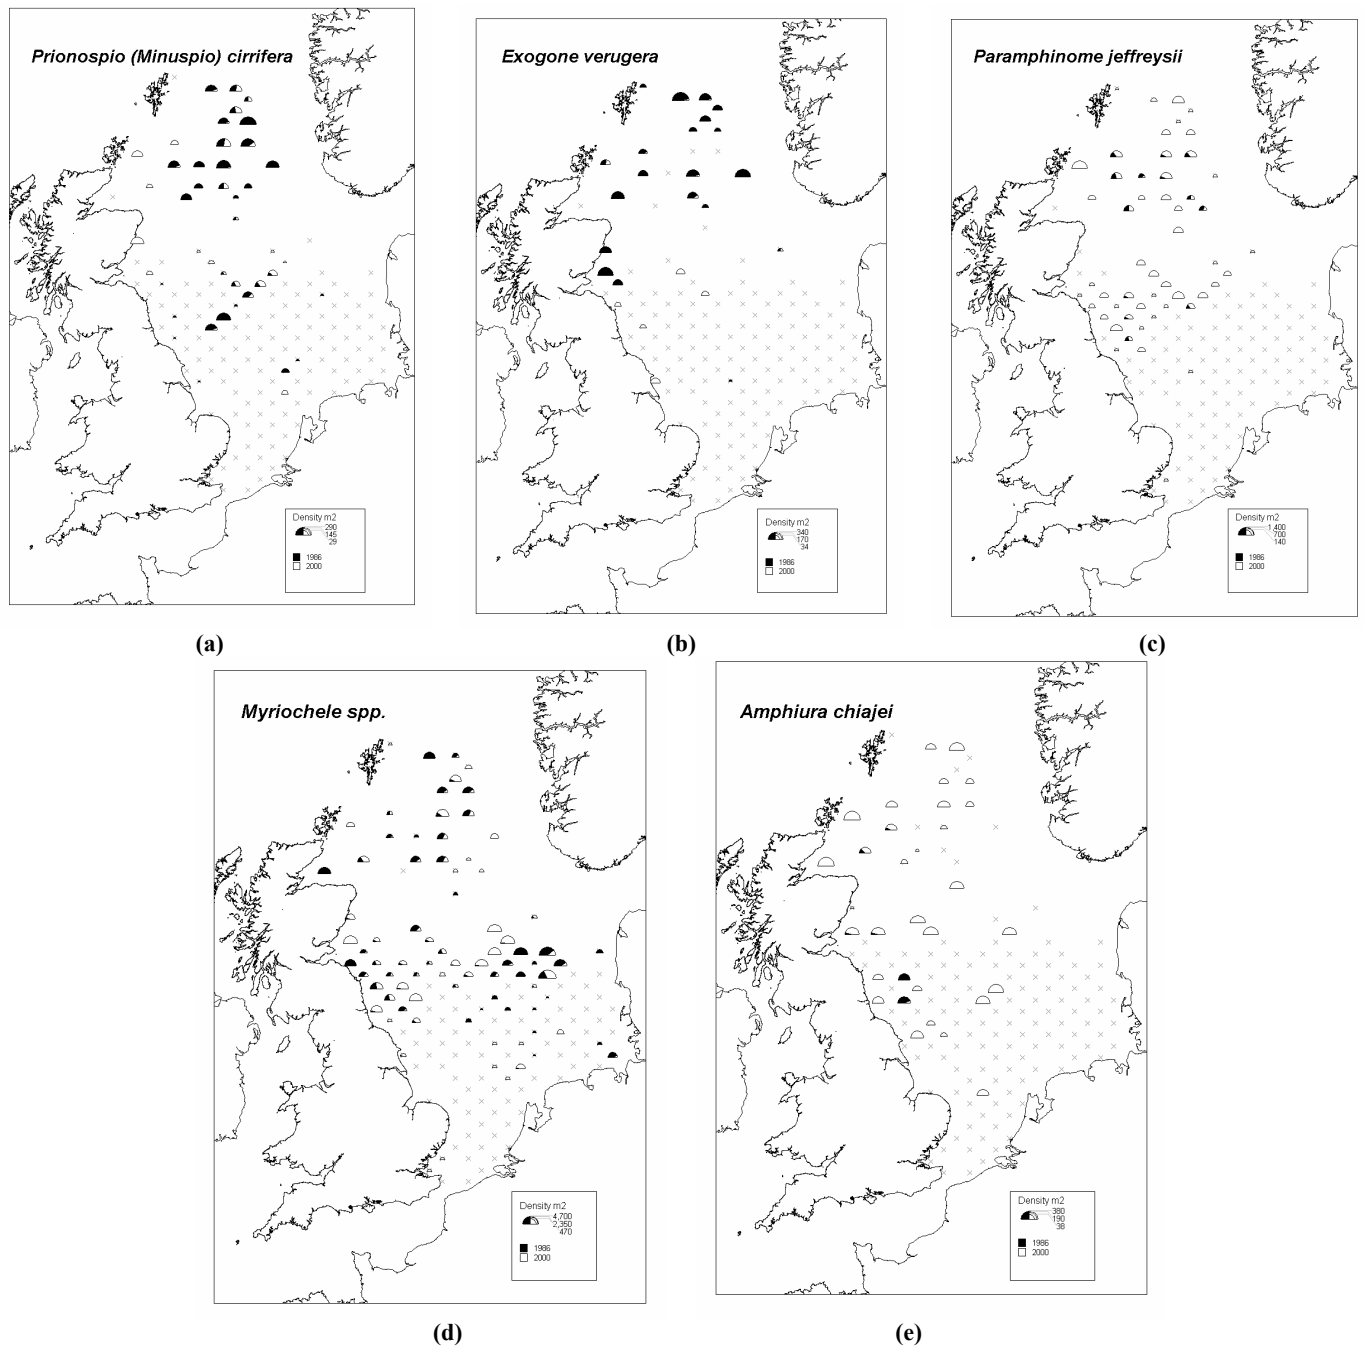 Prionospio (Minuspio) cirrifera
Density m2
290
145
29
1986
2000
(a)
Exogone verugera
Density m2
340
170
34
1986
2000
(b)
Paramphinome jeffreysii
Density m2
1,400
700
140
1986
2000
(c)
Myriochele spp.
Density m2
4,700
2,350
470
1986
2000
(d)
Amphiura chiajei
Density m2
380
190
38
1986
2000
(e)